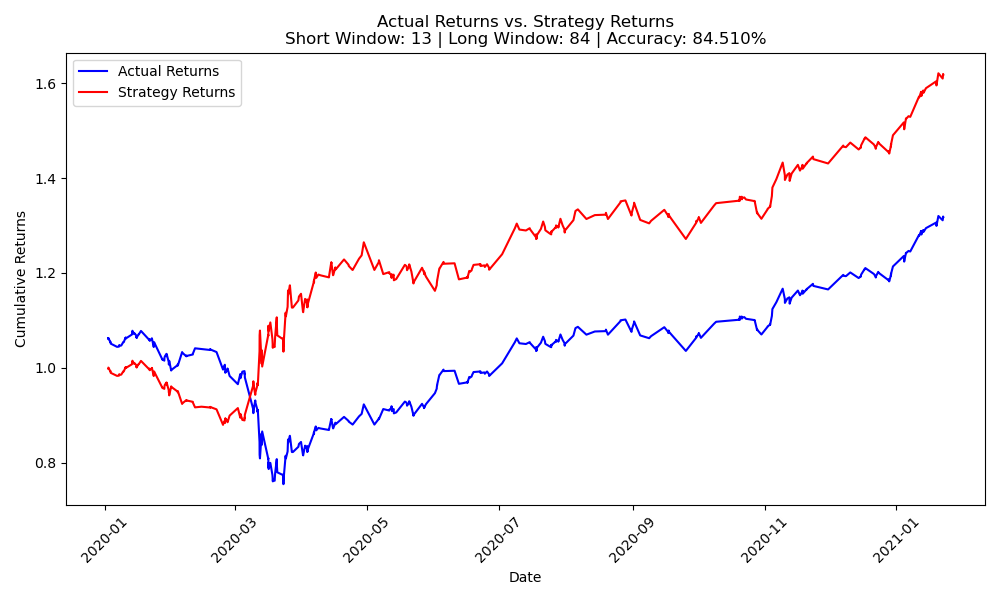 Actual Returns vs. Strategy Returns
Short Window: 13 | Long Window: 84 | Accuracy: 84.510%
Actual Returns
Strategy Returns
Cumulative Returns
1.6
1.4
1.2
1.0
0.8
2020-01
2020-03
2020-05
2020-07
2020-09
2020-11
2021-01
Date